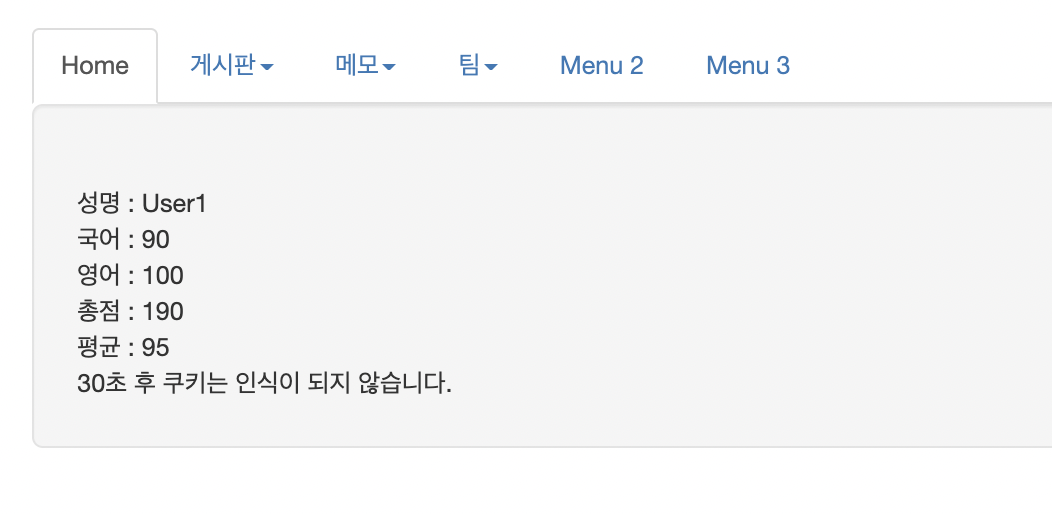 Home 게시판 메모 팀 Menu 2 Menu 3
성명 : User1
국어 : 90
영어 : 100
총점 : 190
평균 : 95
30초 후 쿠키는 인식이 되지 않습니다.